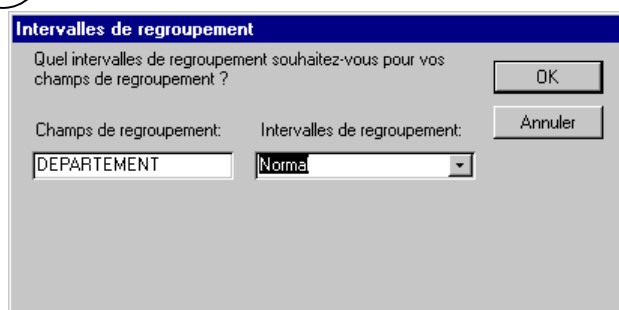 Intervalles de regroupement
Quel intervalles de regroupement souhaitez-vous pour vos
champs de regroupement ?
OK
Annuler
Champs de regroupement: Intervalles de regroupement:
DEPARTEMENT Normal